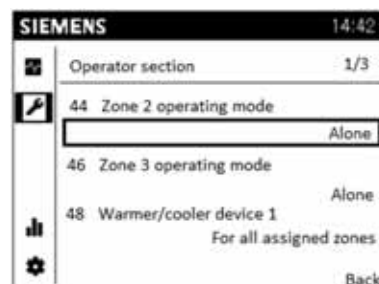 SIEMENS 14:42
Operator section 1/3
44 Zone 2 operating mode
Alone
46 Zone 3 operating mode
Alone
48 Warmer/cooler device 1
For all assigned zones
Back